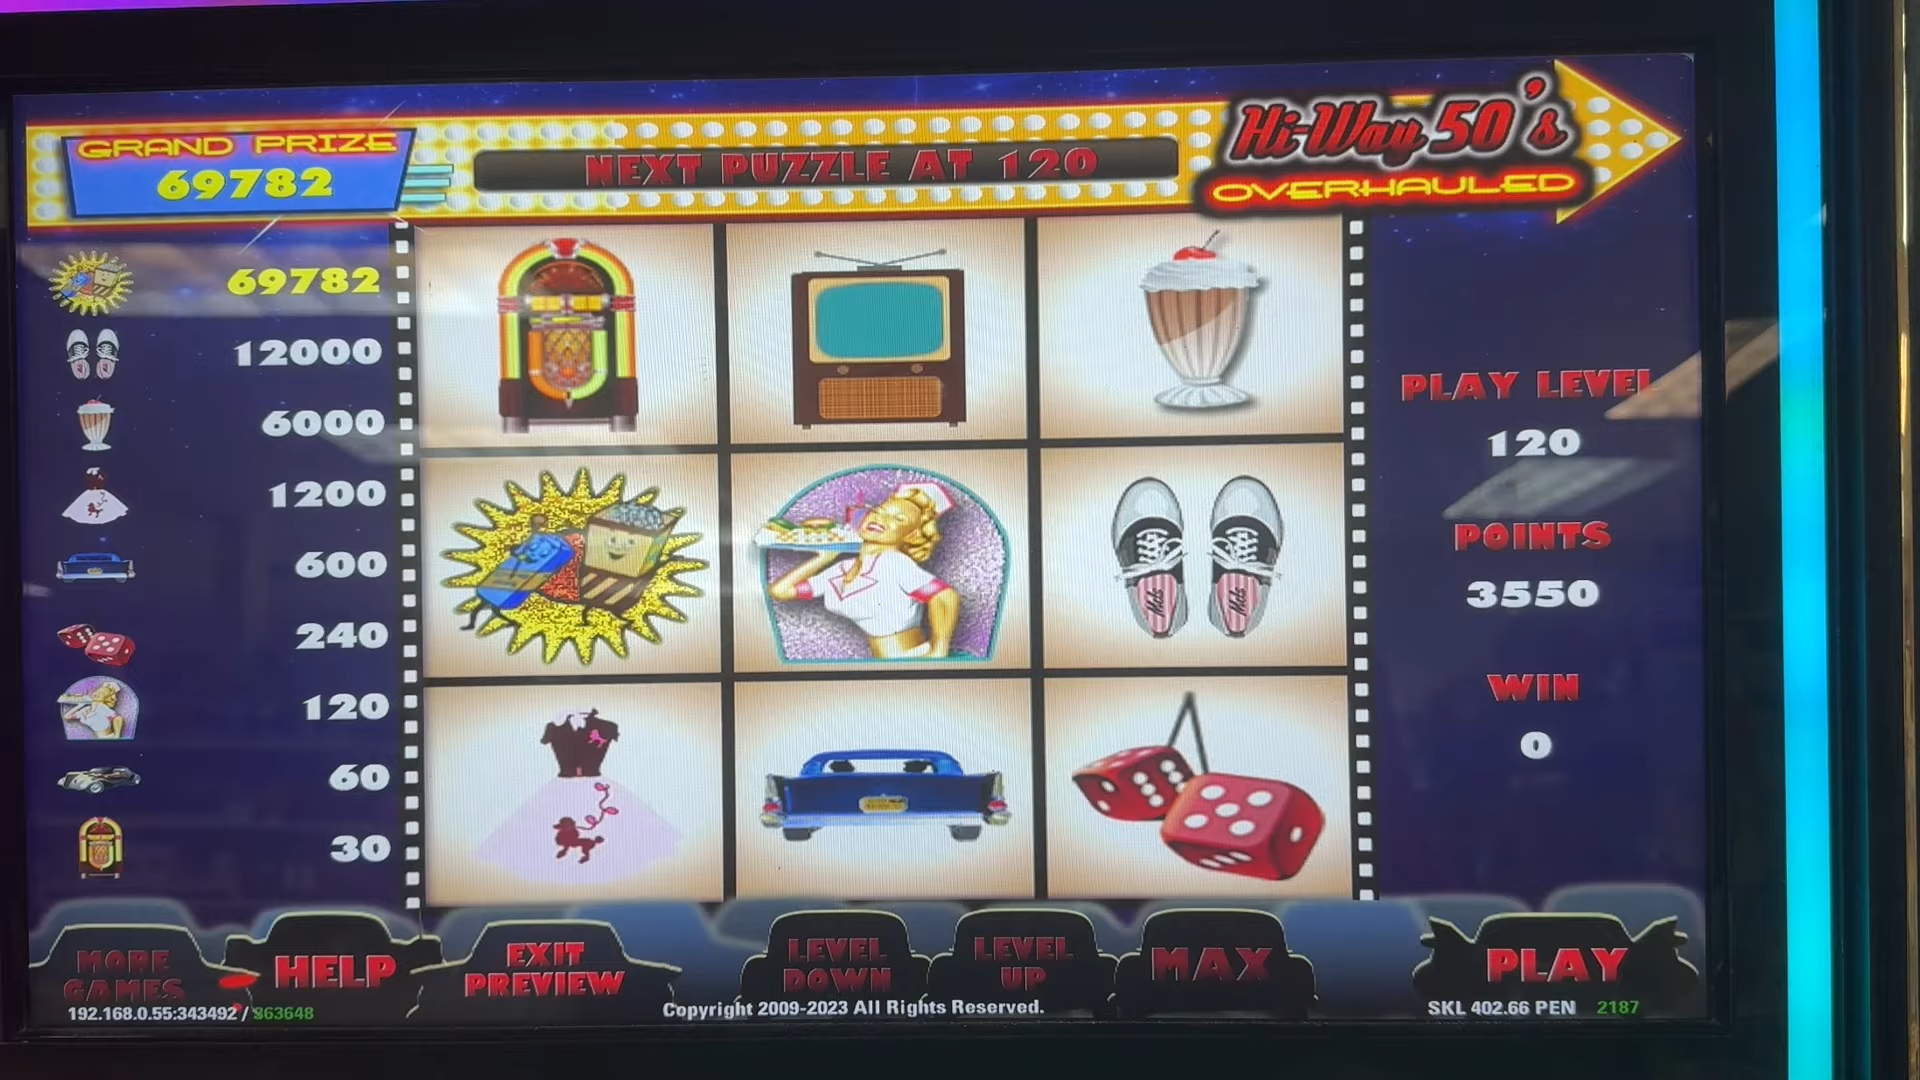 GRAND PRIZE
69782
NEXT PUZZLE AT 120
Hi-Way 50's
OVERHAULED
69782
12000
6000
1200
600
240
120
60
30
PLAY LEVEL
120
POINTS
3550
WIN
0
MORE
GAMES
HELP
EXIT
PREVIEW
LEVEL
DOWN
LEVEL
UP
MAX
PLAY
192.168.0.55:343492 / 863648
Copyright 2009-2023 All Rights Reserved.
SKL 402.66 PEN 2187